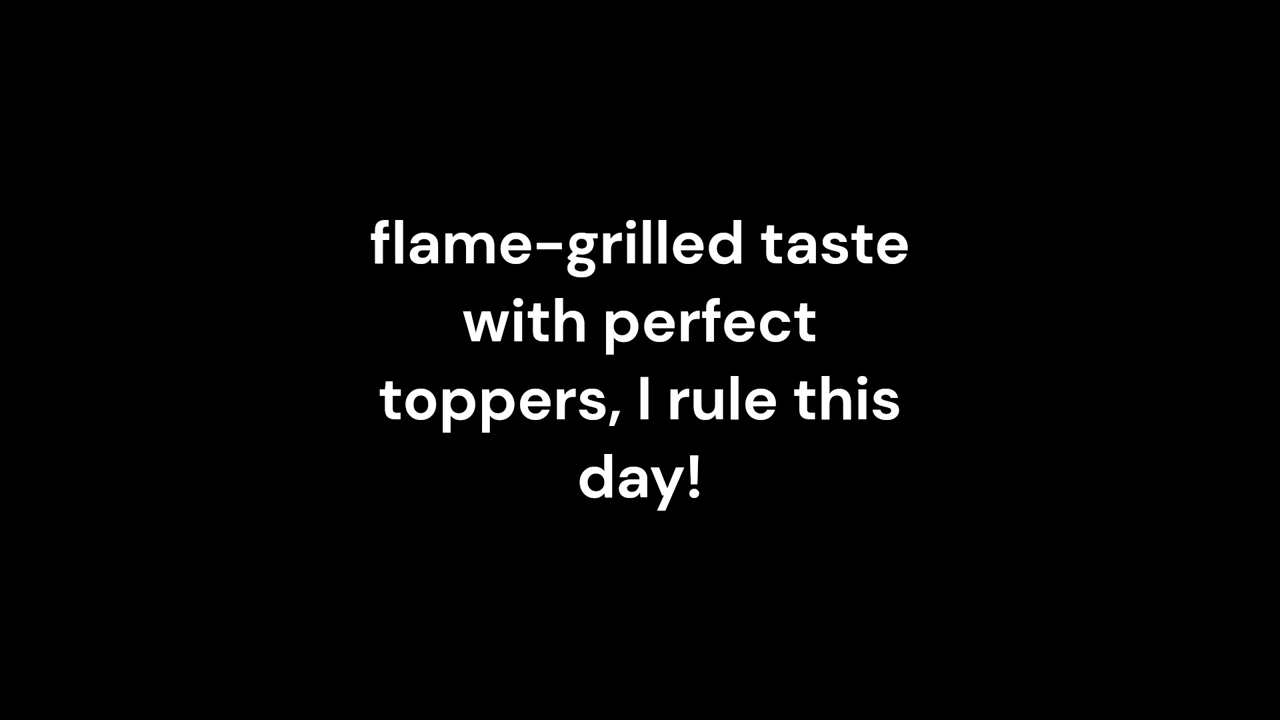 flame-grilled taste
with perfect
toppers, I rule this
day!